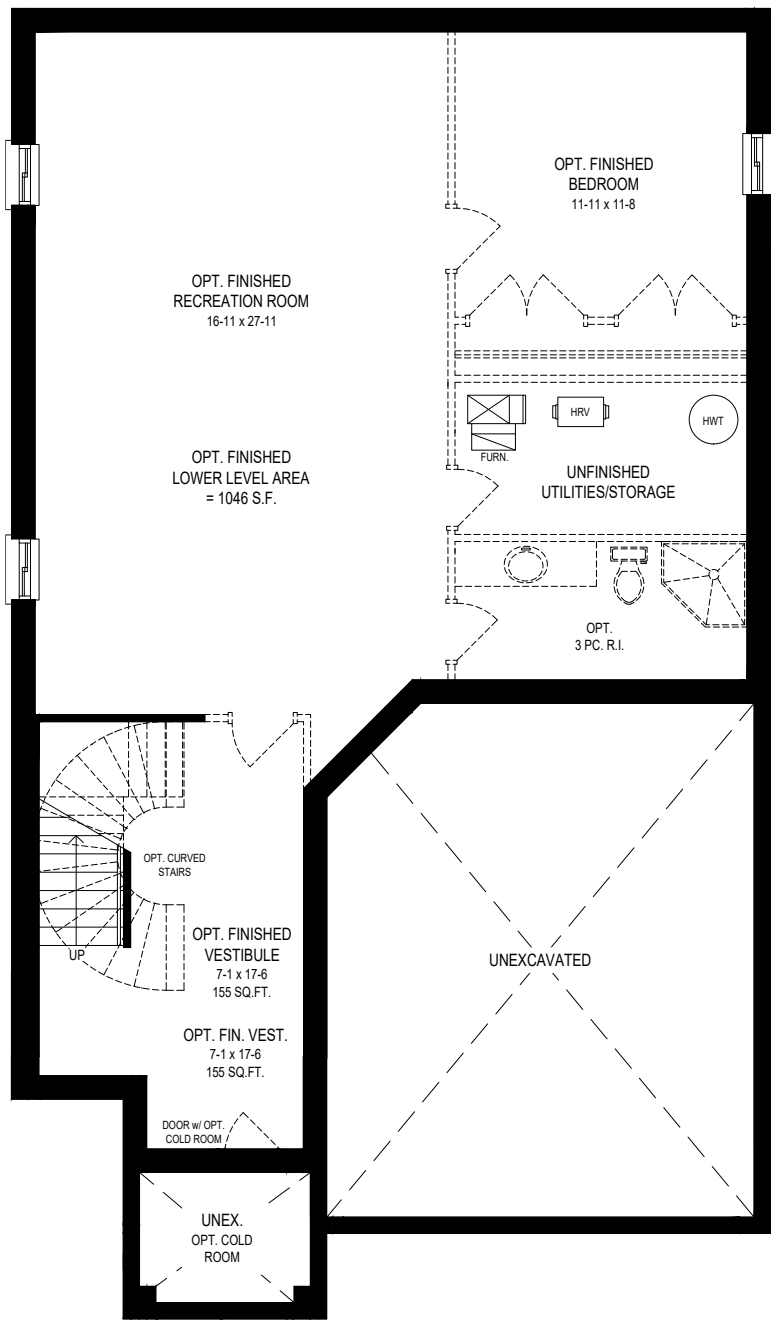 OPT. FINISHED
BEDROOM
11-11 x 11-8
OPT. FINISHED
RECREATION ROOM
16-11 x 27-11
OPT. FINISHED
LOWER LEVEL AREA
= 1046 S.F.
HRV
HWT
FURN.
UNFINISHED
UTILITIES/STORAGE
OPT.
3 PC. R.I.
OPT. CURVED
STAIRS
UP
OPT. FINISHED
VESTIBULE
7-1 x 17-6
155 SQ.FT.
OPT. FIN. VEST.
7-1 x 17-6
155 SQ.FT.
UNEXCAVATED
DOOR w/ OPT.
COLD ROOM
UNEX.
OPT. COLD
ROOM